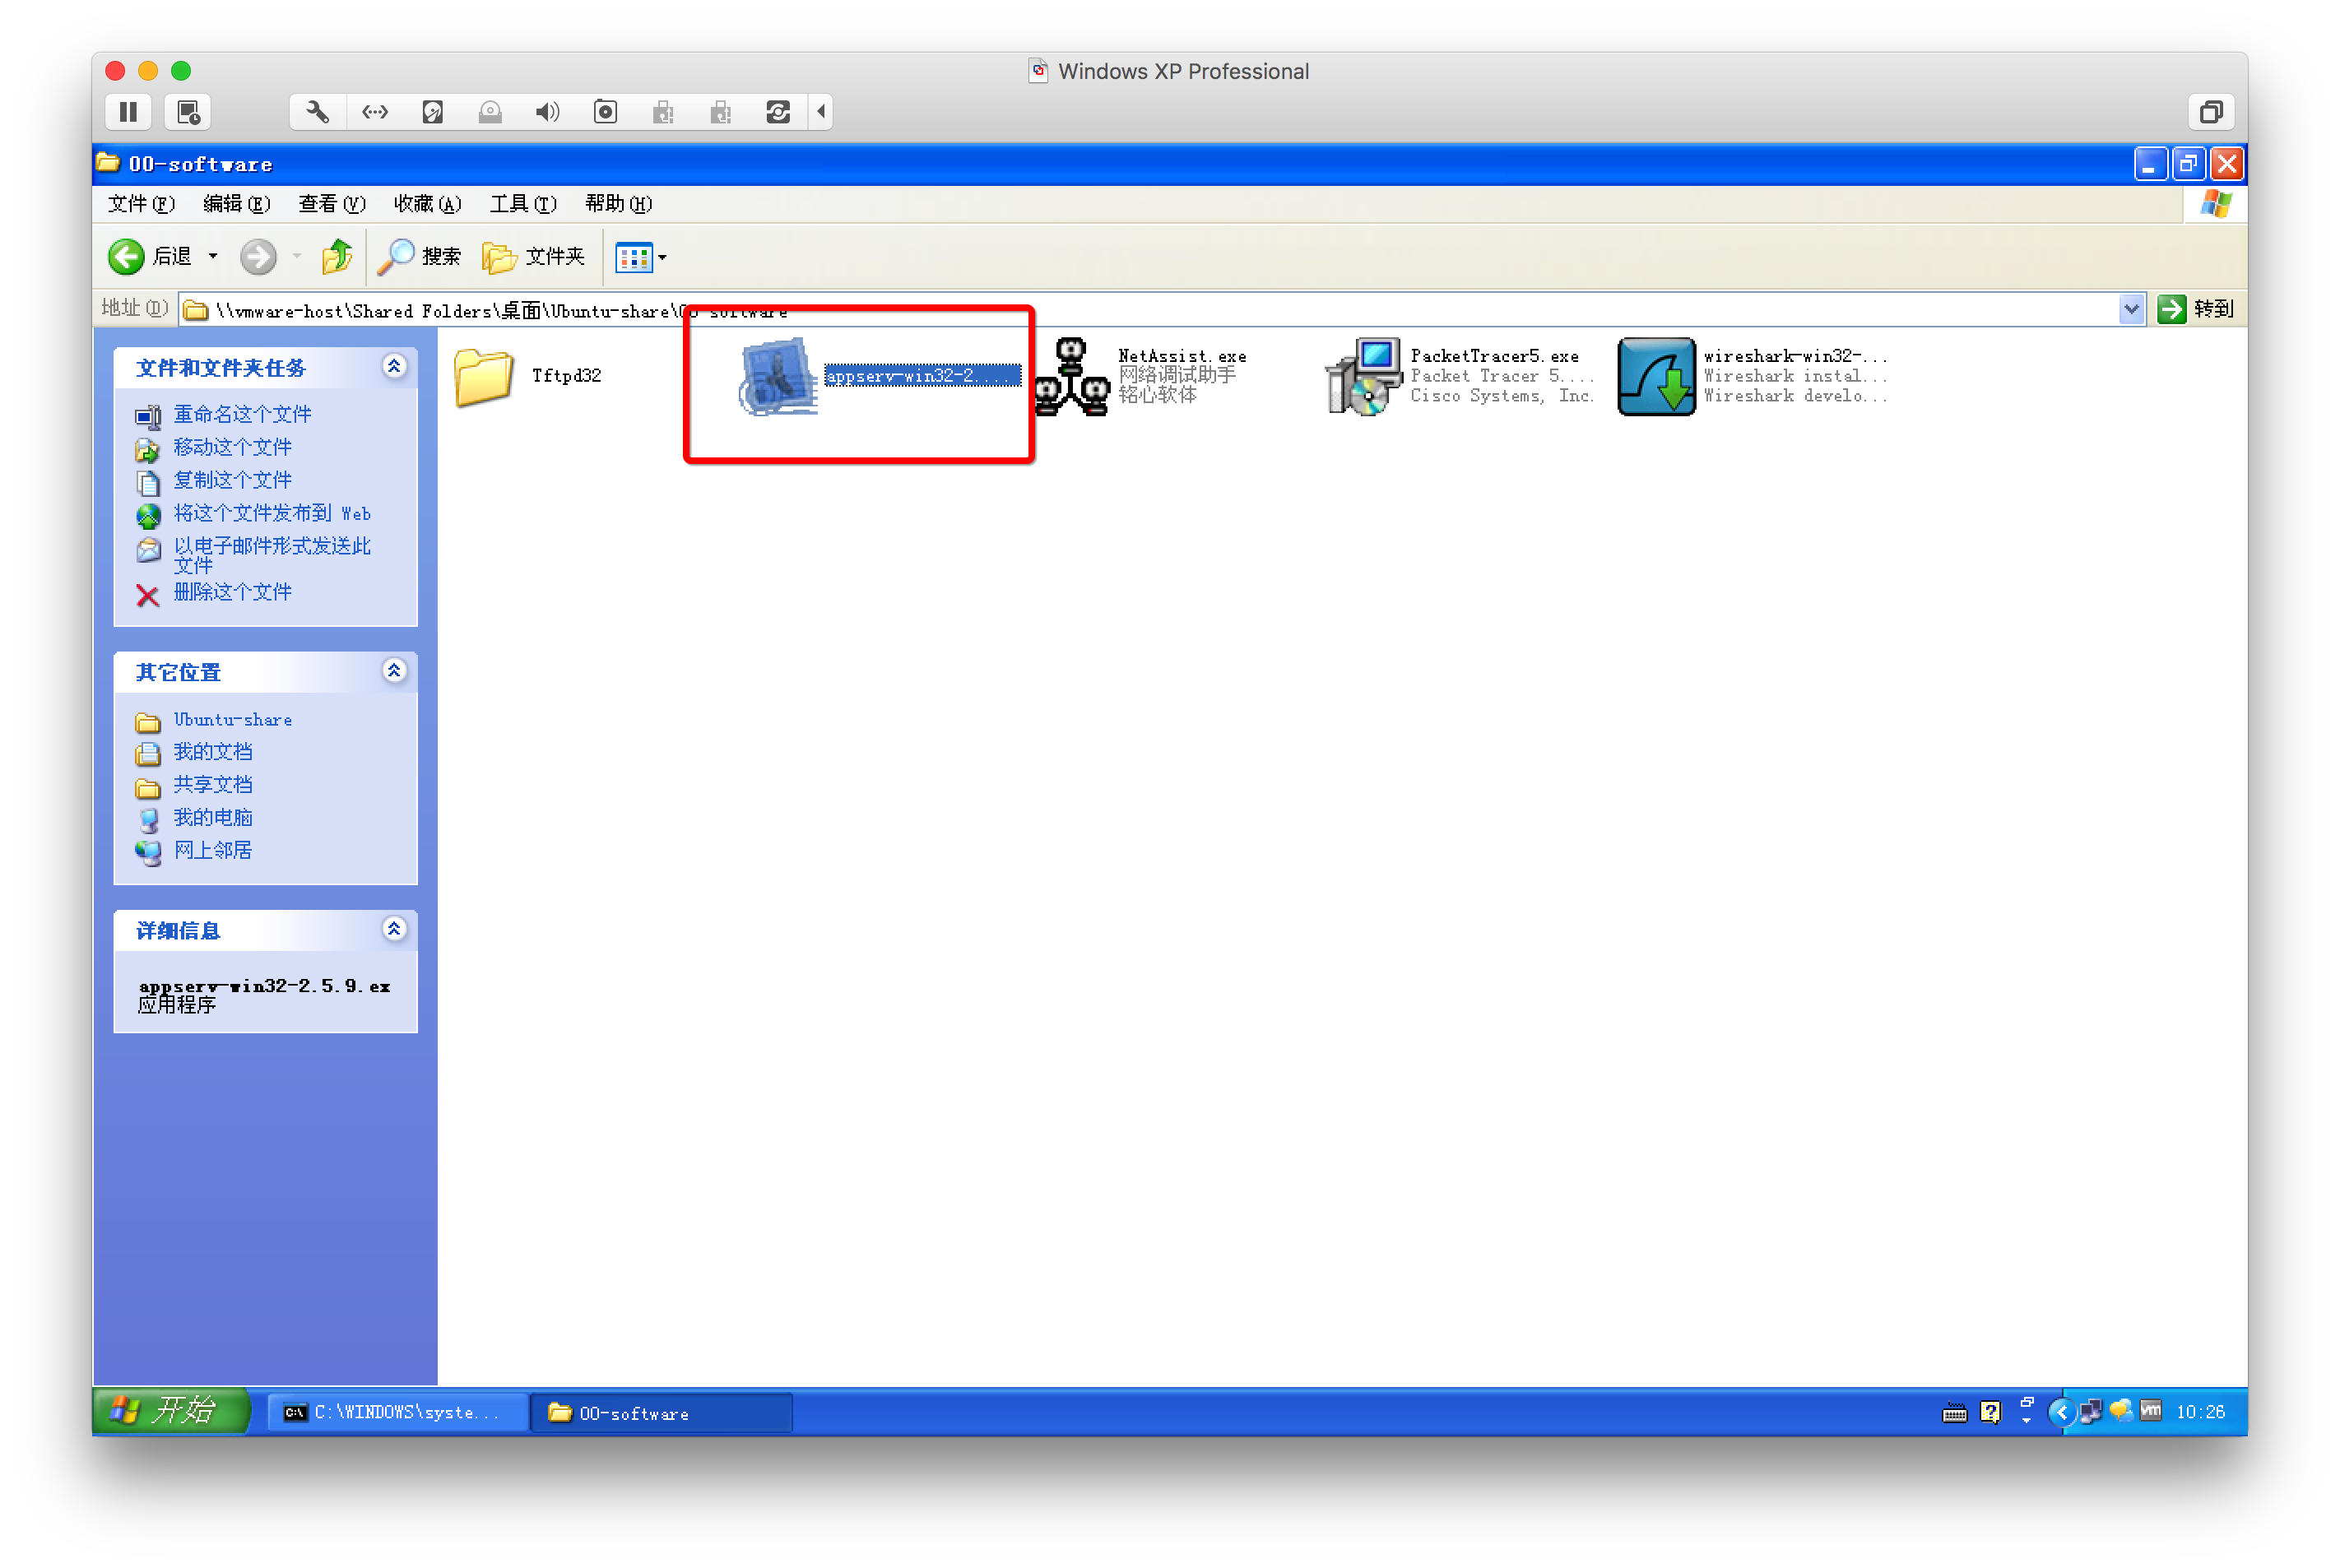 Windows XP Professional
00-software
文件(F) 编辑(E) 查看(V) 收藏(A) 工具(T) 帮助(H)
后退 搜索 文件夹
地址(D) \\vmware-host\Shared Folders\桌面\Ubuntu-share\00-software 转到
文件和文件夹任务
重命名这个文件
移动这个文件
复制这个文件
将这个文件发布到 Web
以电子邮件形式发送此
文件
删除这个文件
其它位置
Ubuntu-share
我的文档
共享文档
我的电脑
网上邻居
详细信息
appserv-win32-2.5.9.ex
应用程序
Tftpd32
appserv-win32-2....
NetAssist.exe
网络调试助手
铭心软体
PacketTracer5.exe
Packet Tracer 5....
Cisco Systems, Inc.
wireshark-win32-...
Wireshark instal...
Wireshark develo...
开始 C:\WINDOWS\syste... 00-software 10:26